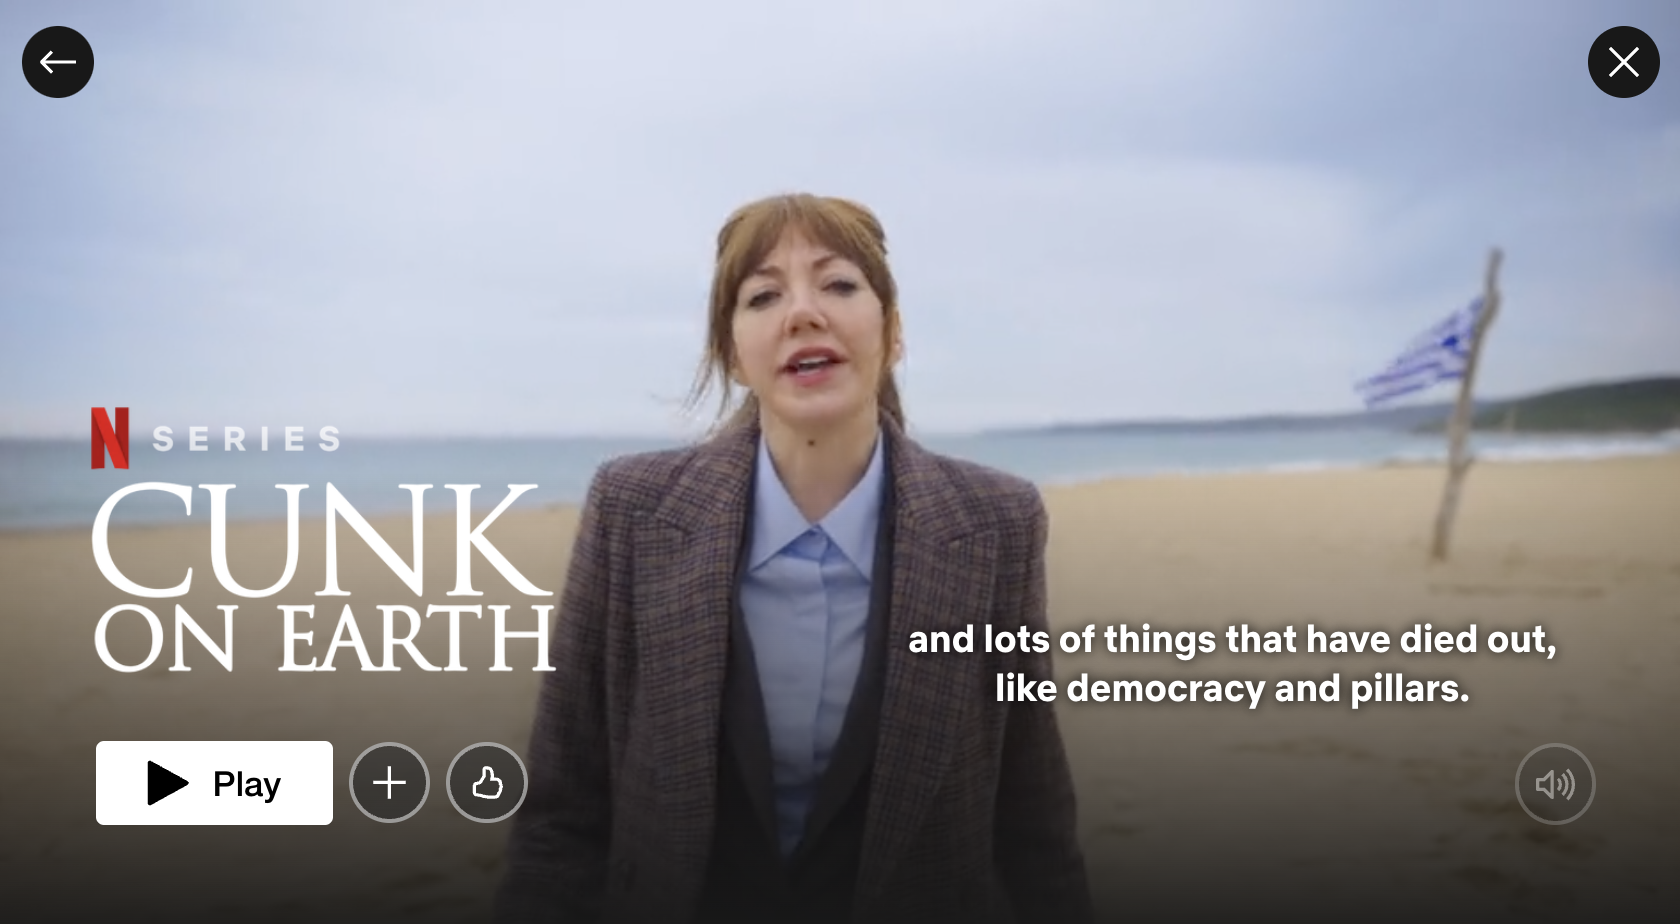 N SERIES
CUNK
ON EARTH
and lots of things that have died out,
like democracy and pillars.
Play